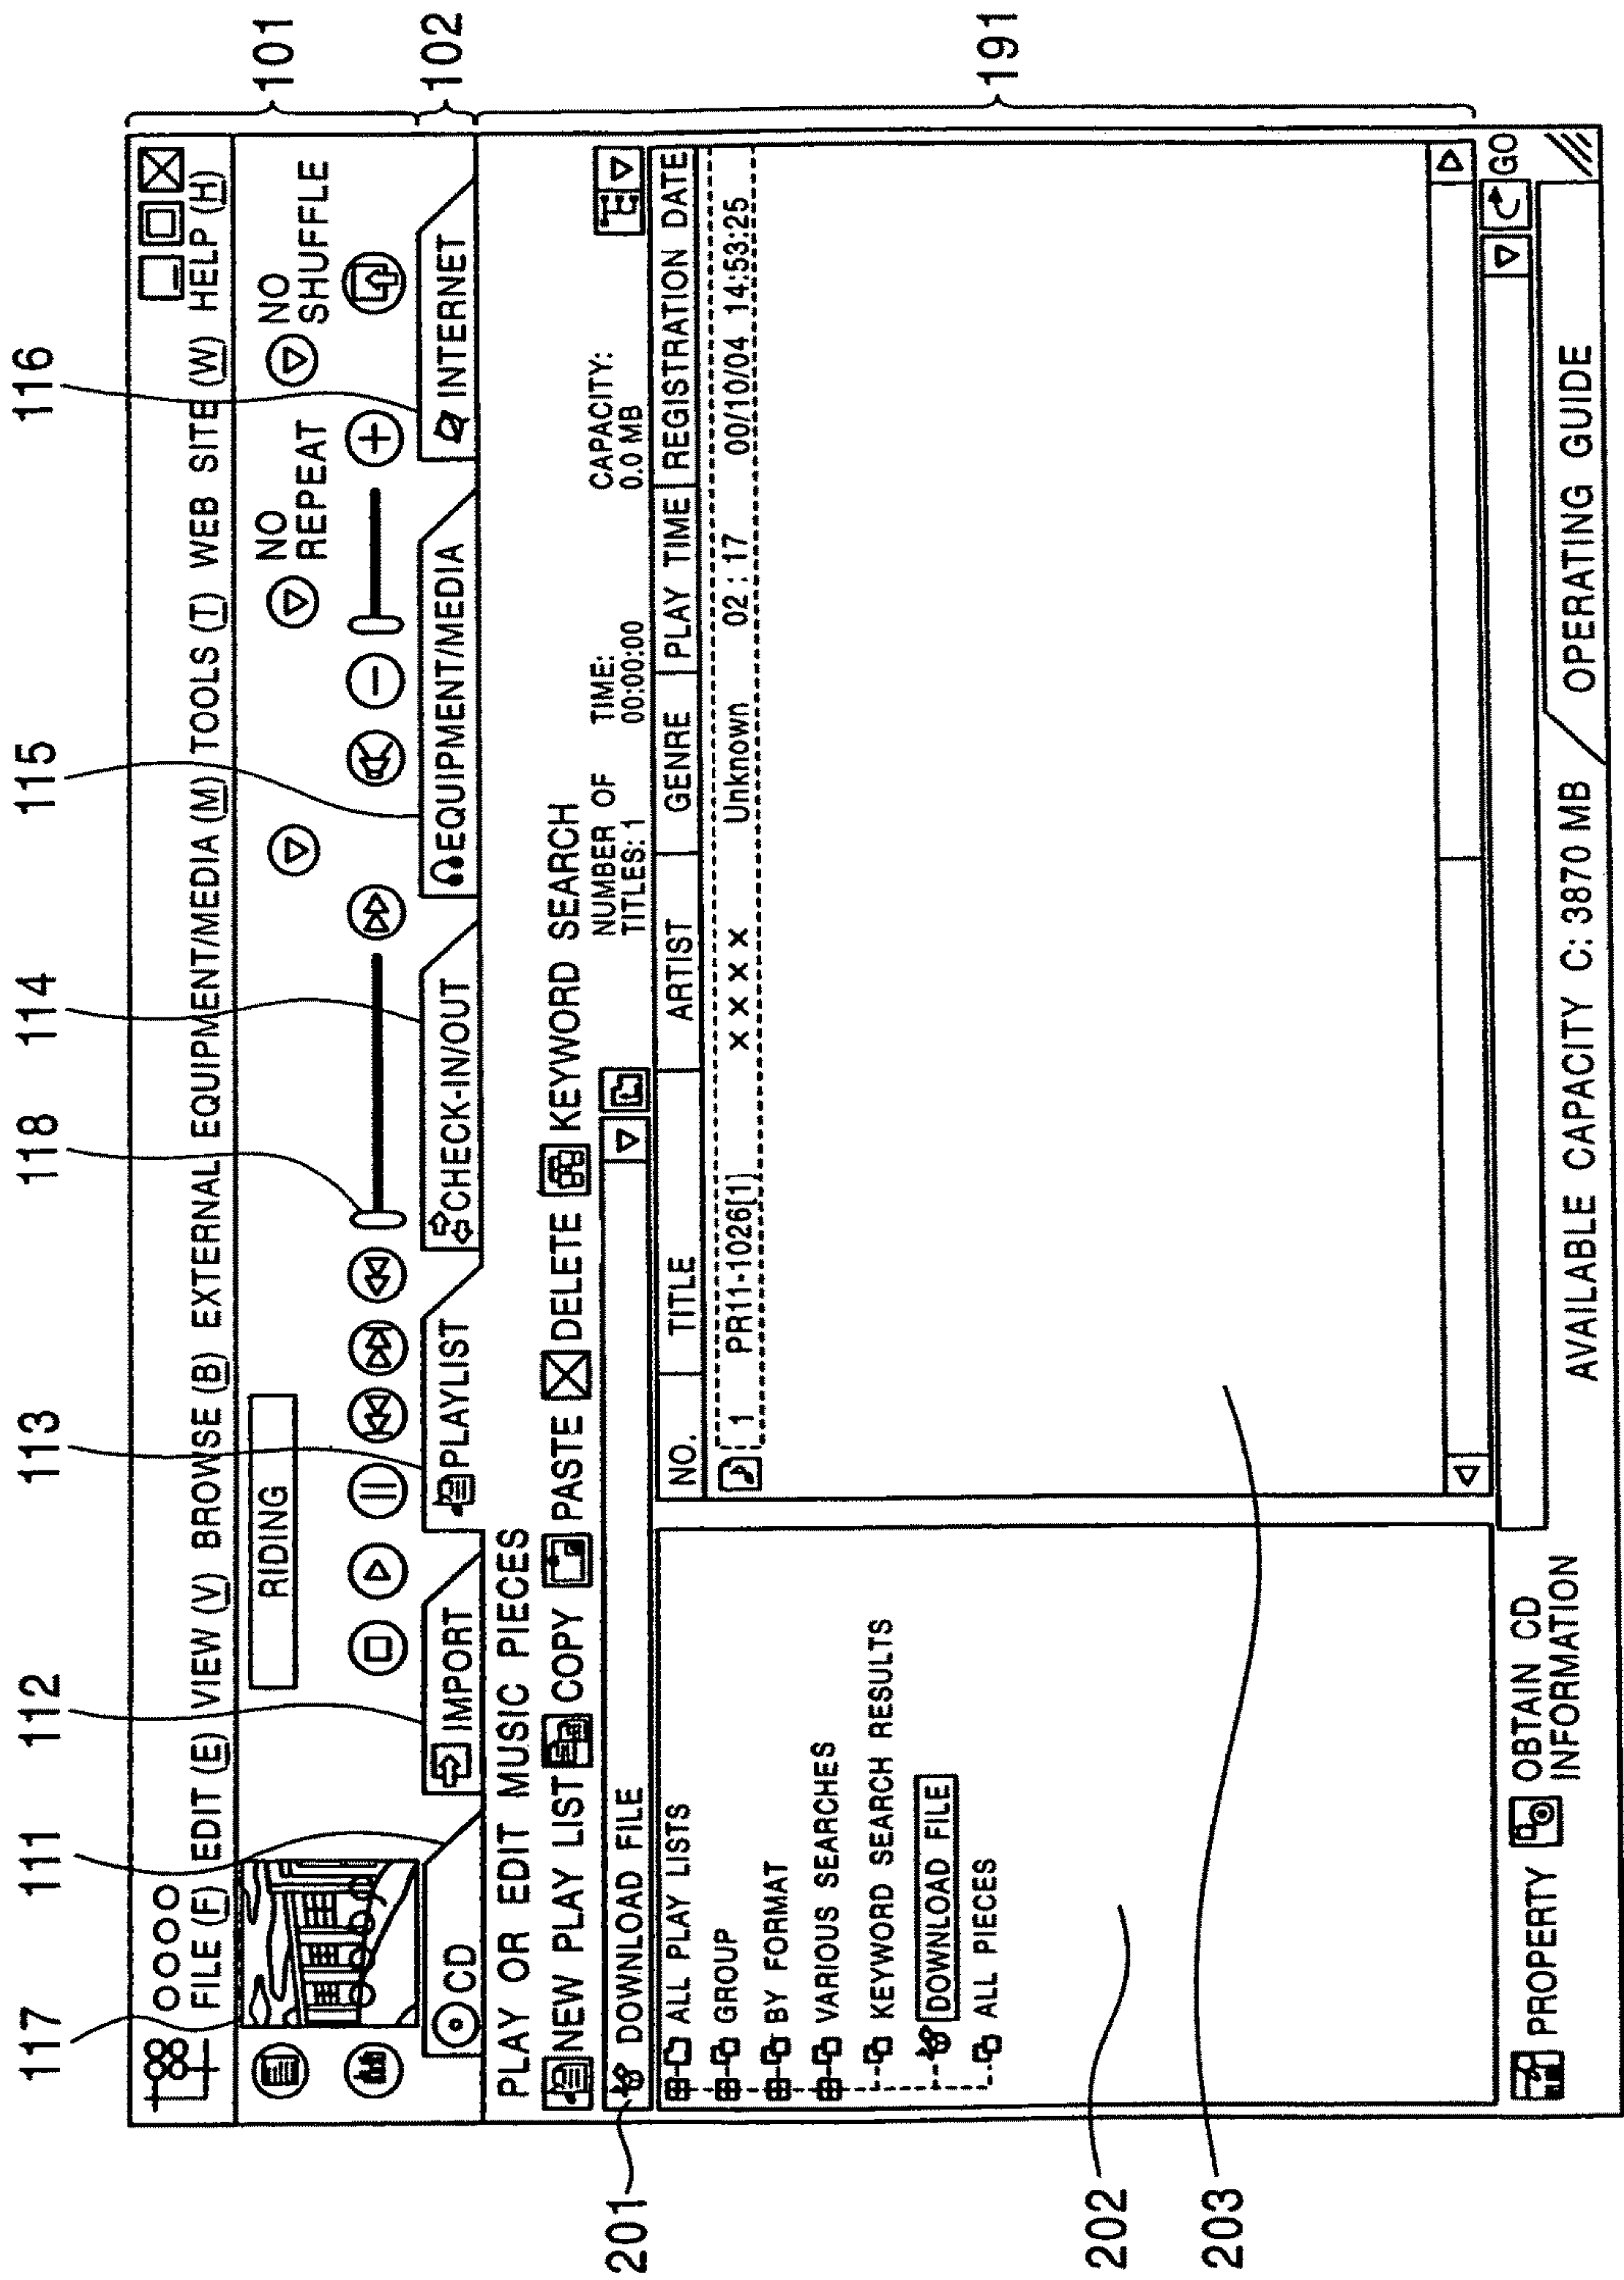 117 111 112 113 118 114 115 116
○○○○
FILE (F) EDIT (E) VIEW (V) BROWSE (B) EXTERNAL EQUIPMENT/MEDIA (M) TOOLS (T) WEB SITE (W) HELP (H)
RIDING
NO
REPEAT
NO
SHUFFLE
101
CD
IMPORT
PLAYLIST
CHECK-IN/OUT
EQUIPMENT/MEDIA
INTERNET
102
PLAY OR EDIT MUSIC PIECES
NEW PLAY LIST COPY PASTE DELETE KEYWORD SEARCH
201
DOWNLOAD FILE
NUMBER OF
TITLES: 1
TIME:
00:00:00
CAPACITY:
0.0 MB
ALL PLAY LISTS
GROUP
BY FORMAT
VARIOUS SEARCHES
KEYWORD SEARCH RESULTS
DOWNLOAD FILE
ALL PIECES
NO. TITLE ARTIST GENRE PLAY TIME REGISTRATION DATE
1 PR11-1026[1] ×××× Unknown 02 : 17 00/10/04 14:53:25
191
202
203
GO
PROPERTY
OBTAIN CD
INFORMATION
AVAILABLE CAPACITY C: 3870 MB
OPERATING GUIDE